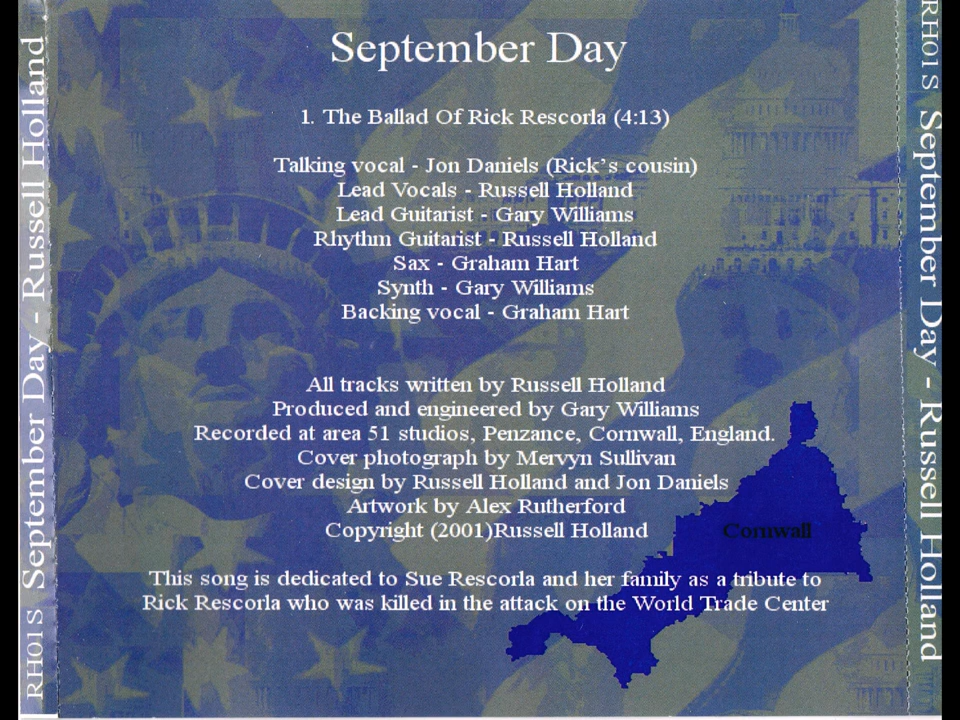 RH01 S September Day - Russell Holland
September Day
1. The Ballad Of Rick Rescorla (4:13)
Talking vocal - Jon Daniels (Rick's cousin)
Lead Vocals - Russell Holland
Lead Guitarist - Gary Williams
Rhythm Guitarist - Russell Holland
Sax - Graham Hart
Synth - Gary Williams
Backing vocal - Graham Hart
All tracks written by Russell Holland
Produced and engineered by Gary Williams
Recorded at area 51 studios, Penzance, Cornwall, England.
Cover photograph by Mervyn Sullivan
Cover design by Russell Holland and Jon Daniels
Artwork by Alex Rutherford
Copyright (2001)Russell Holland
Cornwall
This song is dedicated to Sue Rescorla and her family as a tribute to
Rick Rescorla who was killed in the attack on the World Trade Center
RH01 S September Day - Russell Holland